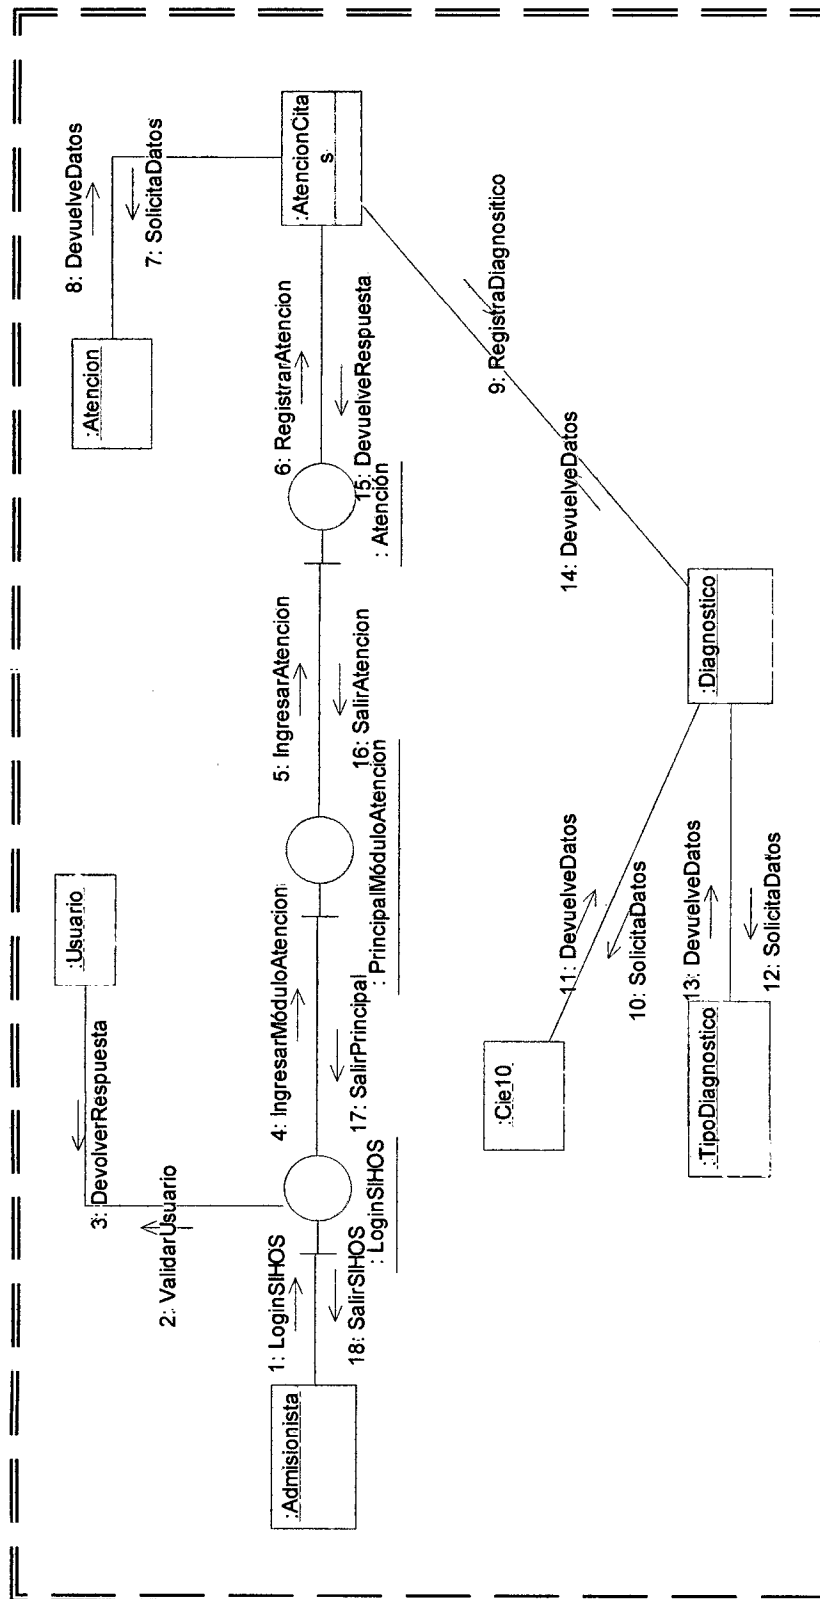 :Admisionista
1: LoginSIHOS
18: SalirSIHOS
: LoginSIHOS
2: ValidarUsuario
3: DevolverRespuesta
:Usuario
4: IngresarMóduloAtencion
17: SalirPrincipal
: PrincipalMóduloAtencion
5: IngresarAtencion
16: SalirAtencion
: Atención
6: RegistrarAtencion
15: DevuelveRespuesta
:AtencionCita
s
:Atencion
8: DevuelveDatos
7: SolicitaDatos
9: RegistraDiagnositico
14: DevuelveDatos
:Diagnostico
:Cie10
11: DevuelveDatos
10: SolicitaDatos
:TipoDiagnostico
13: DevuelveDatos
12: SolicitaDatos